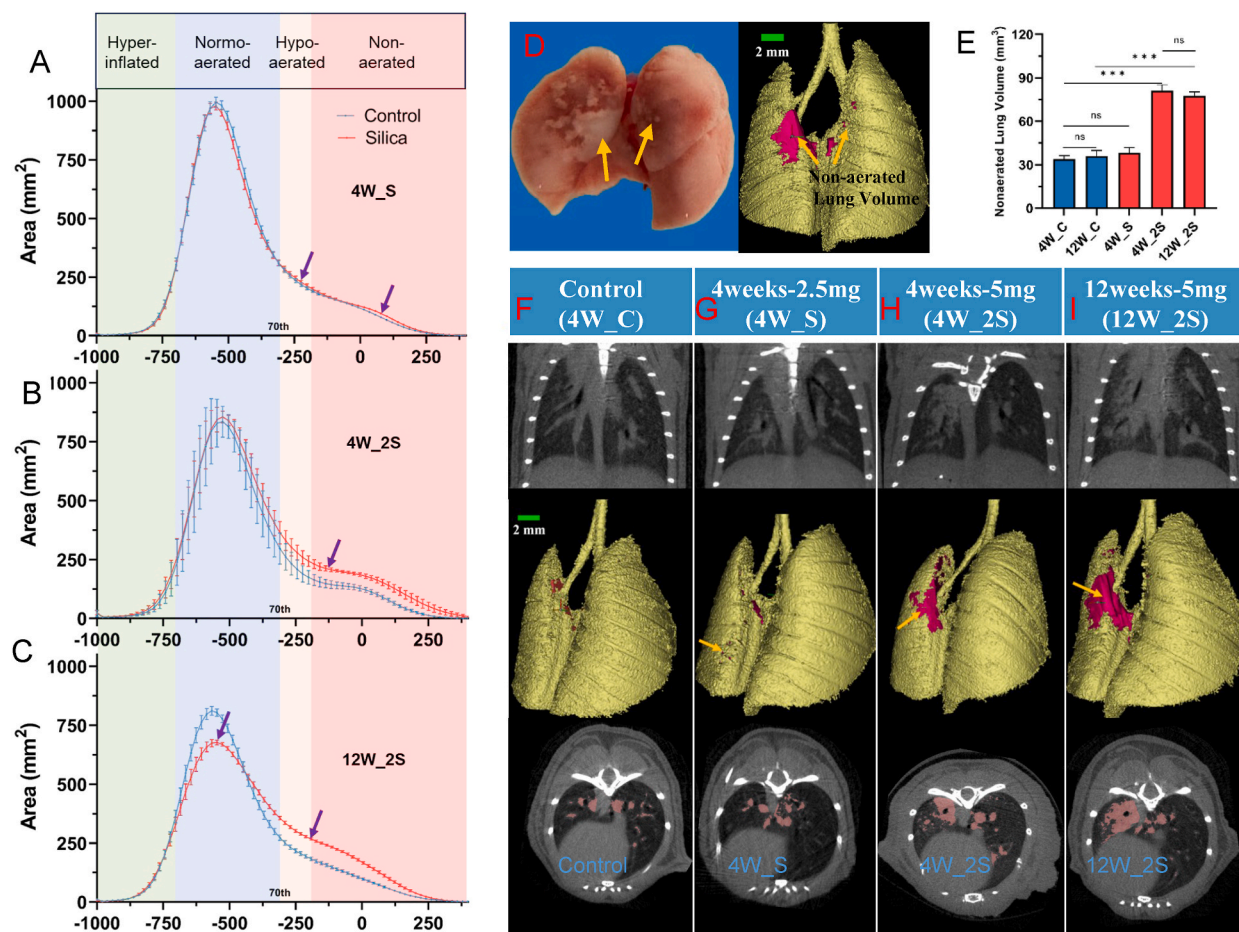 A
Hyper-
inflated
Normo-
aerated
Hypo-
aerated
Non-
aerated
1000
750
500
250
0
Area (mm²)
Control
Silica
4W_S
70th
-1000
-750
-500
-250
0
250
B
1000
750
500
250
0
Area (mm²)
4W_2S
70th
-1000
-750
-500
-250
0
250
C
1000
750
500
250
0
Area (mm²)
12W_2S
70th
-1000
-750
-500
-250
0
250
D
2 mm
Non-aerated
Lung Volume
E
Nonaerated Lung Volume (mm³)
120
90
60
30
0
ns
ns
***
***
ns
4W_C
12W_C
4W_S
4W_2S
12W_2S
F
Control
(4W_C)
G
4weeks-2.5mg
(4W_S)
H
4weeks-5mg
(4W_2S)
I
12weeks-5mg
(12W_2S)
2 mm
Control
4W_S
4W_2S
12W_2S